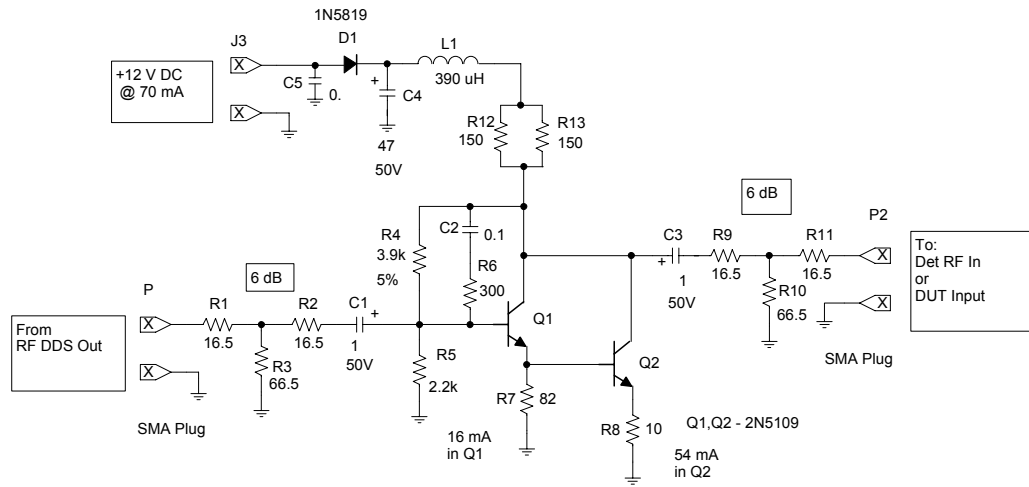 1N5819
D1
J3
L1
+12 V DC
@ 70 mA
X
X
C5
0.
+
C4
47
50V
390 uH
R12
150
R13
150
6 dB
P2
C2
0.1
R4
3.9k
5%
R6
300
C3
+
1
50V
R9
16.5
R11
16.5
R10
66.5
X
X
To:
Det RF In
or
DUT Input
SMA Plug
6 dB
P
From
RF DDS Out
X
X
R1
16.5
R2
16.5
R3
66.5
C1
+
1
50V
SMA Plug
R5
2.2k
Q1
Q2
R7
82
R8
10
16 mA
in Q1
Q1,Q2 - 2N5109
54 mA
in Q2